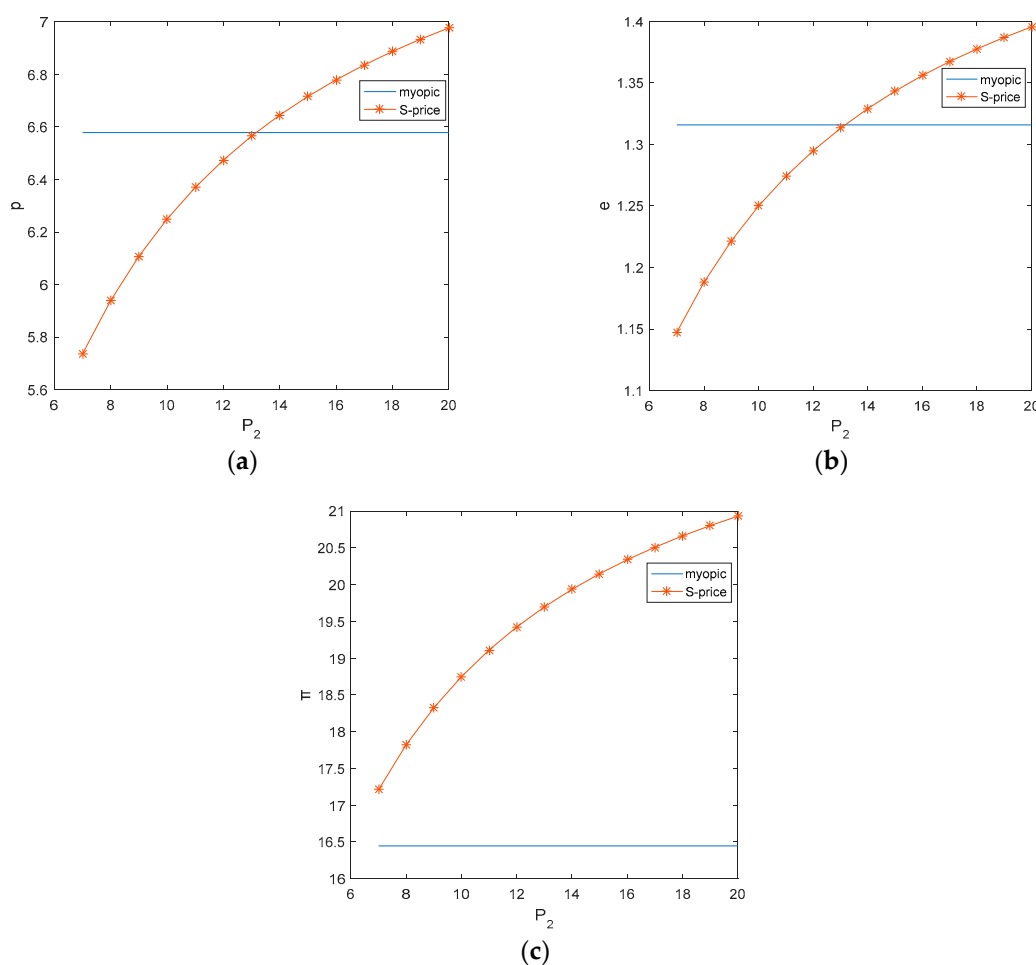 7
6.8
6.6
6.4
6.2
6
5.8
5.6
p
6 8 10 12 14 16 18 20
P2
myopic
S-price
(a)
1.4
1.35
1.3
1.25
1.2
1.15
1.1
e
6 8 10 12 14 16 18 20
P2
myopic
S-price
(b)
21
20.5
20
19.5
19
18.5
18
17.5
17
16.5
16
π
6 8 10 12 14 16 18 20
P2
myopic
S-price
(c)